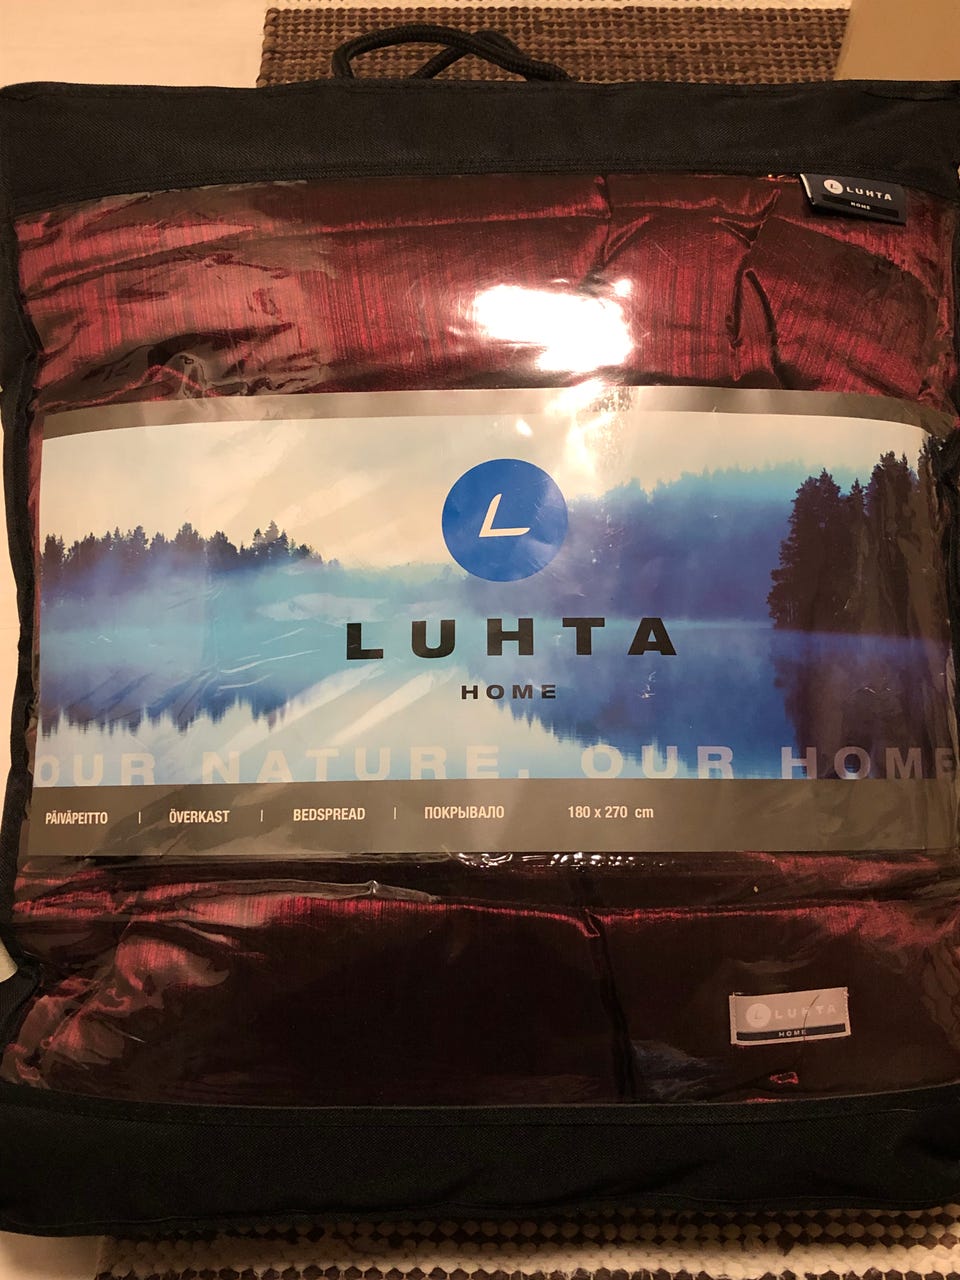 L LUHTA
HOME
L
LUHTA
HOME
OUR NATURE. OUR HOME
PÄIVÄPEITTO | ÖVERKAST | BEDSPREAD | ПОКРЫВАЛО 180 x 270 cm
L LUHTA
HOME